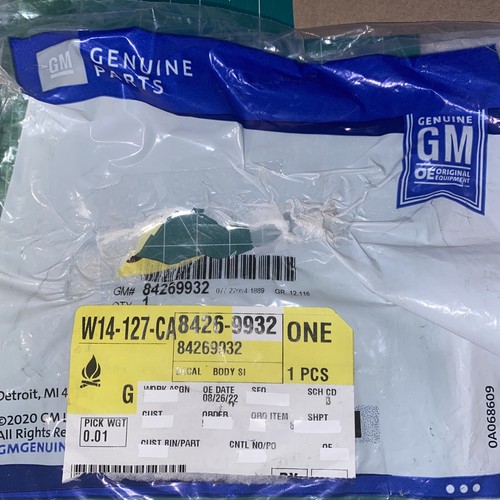 GM
GENUINE
PARTS
GENUINE
GM
OE ORIGINAL
EQUIPMENT
GM# 84269932 GR. 12.116
QTY 1
W14-127-CA 8426-9932 ONE
84269932
DECAL BODY SI 1 PCS
G WORK ASGN OE DATE SEQ SCH CD
08/26/22
CUST ORDER ORD ITEM SHPT
PICK WGT
0.01
CUST BIN/PART CNTL NO/PO
Detroit, MI 4
©2020 GM
All Rights Re
GMGENUIN
0A068609